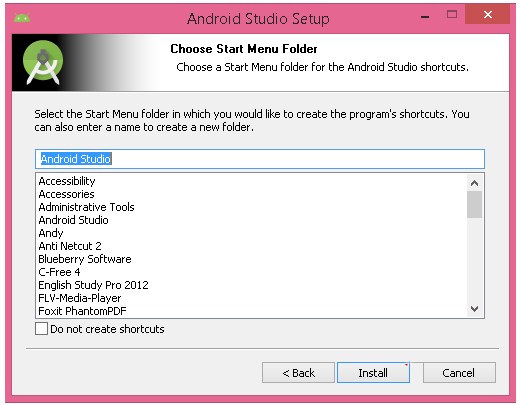 Android Studio Setup
Choose Start Menu Folder
Choose a Start Menu folder for the Android Studio shortcuts.
Select the Start Menu folder in which you would like to create the program's shortcuts. You
can also enter a name to create a new folder.
Android Studio
Accessibility
Accessories
Administrative Tools
Android Studio
Andy
Anti Netcut 2
Blueberry Software
C-Free 4
English Study Pro 2012
FLV-Media-Player
Foxit PhantomPDF
Do not create shortcuts
< Back Install Cancel